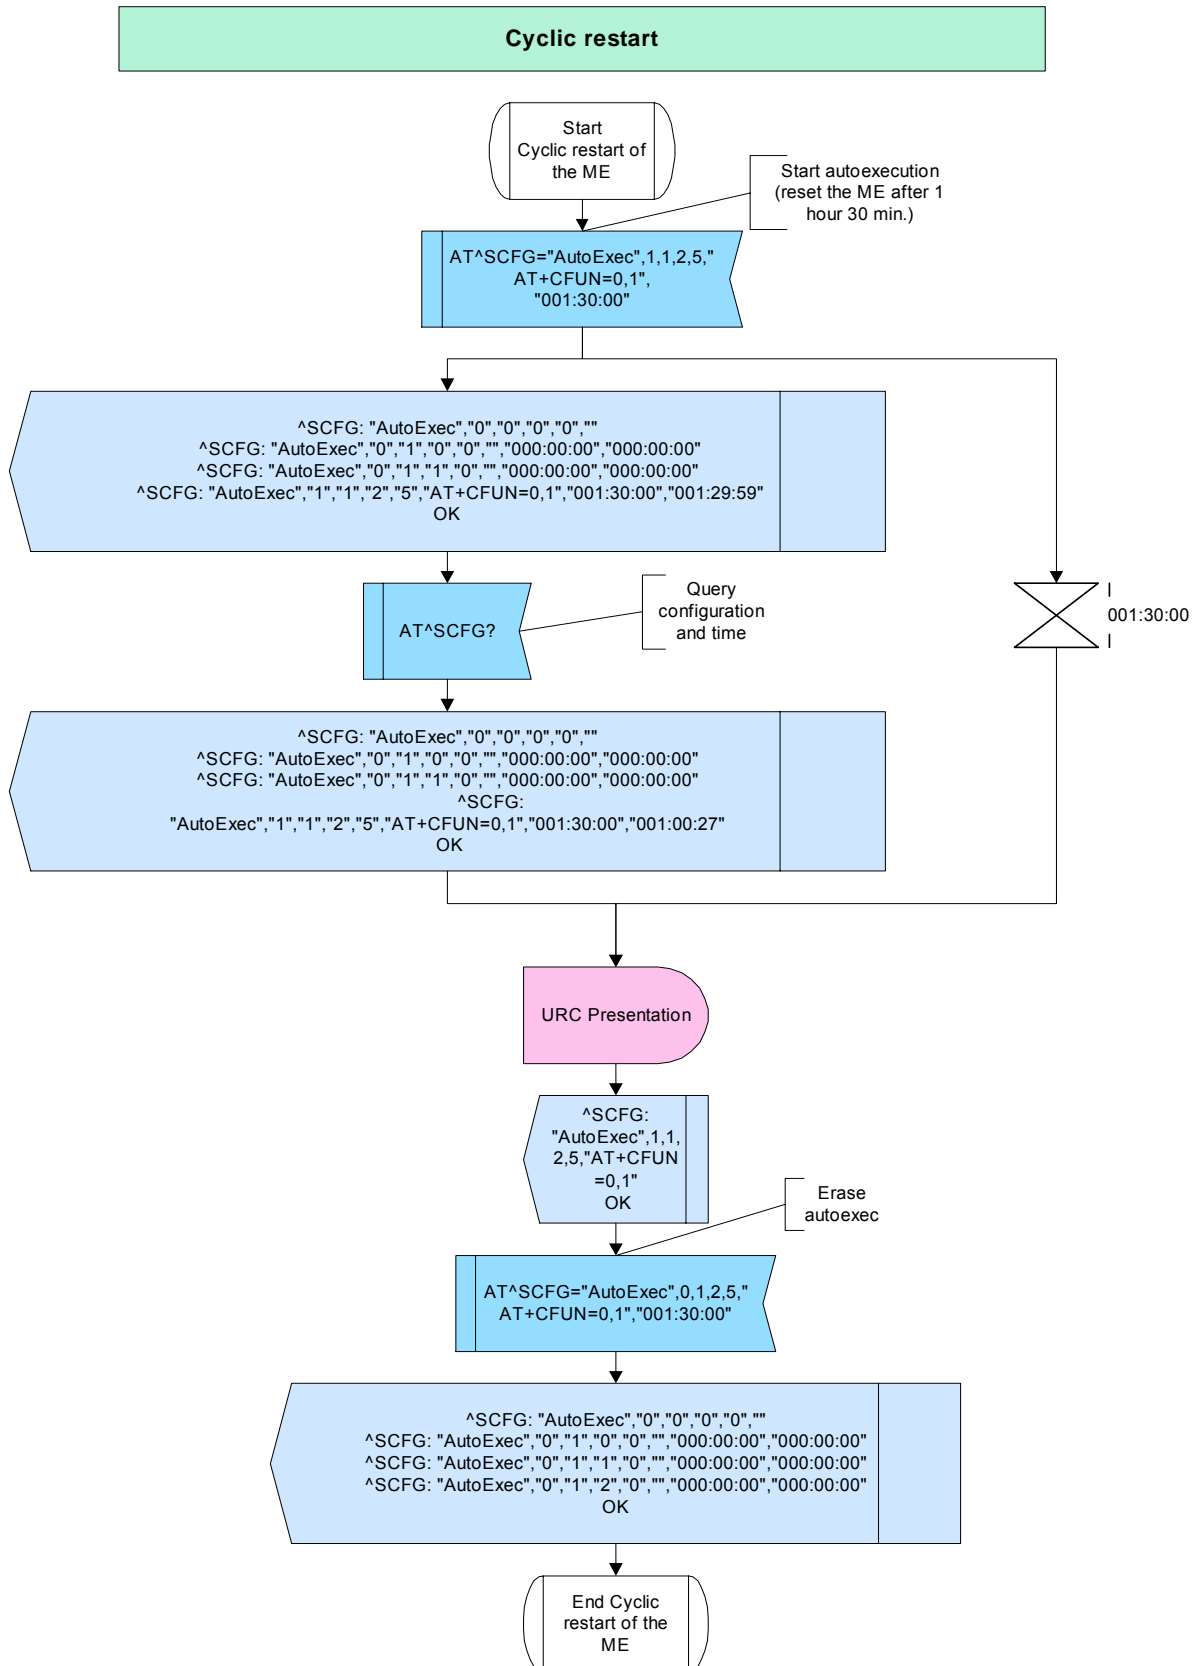 Cyclic restart
Start
Cyclic restart of
the ME
Start autoexecution
(reset the ME after 1
hour 30 min.)
AT^SCFG="AutoExec",1,1,2,5,"
AT+CFUN=0,1",
"001:30:00"
^SCFG: "AutoExec","0","0","0","0",""
^SCFG: "AutoExec","0","1","0","0","","000:00:00","000:00:00"
^SCFG: "AutoExec","0","1","1","0","","000:00:00","000:00:00"
^SCFG: "AutoExec","1","1","2","5","AT+CFUN=0,1","001:30:00","001:29:59"
OK
AT^SCFG?
Query
configuration
and time
001:30:00
^SCFG: "AutoExec","0","0","0","0",""
^SCFG: "AutoExec","0","1","0","0","","000:00:00","000:00:00"
^SCFG: "AutoExec","0","1","1","0","","000:00:00","000:00:00"
^SCFG:
"AutoExec","1","1","2","5","AT+CFUN=0,1","001:30:00","001:00:27"
OK
URC Presentation
^SCFG:
"AutoExec",1,1,
2,5,"AT+CFUN
=0,1"
OK
Erase
autoexec
AT^SCFG="AutoExec",0,1,2,5,"
AT+CFUN=0,1","001:30:00"
^SCFG: "AutoExec","0","0","0","0",""
^SCFG: "AutoExec","0","1","0","0","","000:00:00","000:00:00"
^SCFG: "AutoExec","0","1","1","0","","000:00:00","000:00:00"
^SCFG: "AutoExec","0","1","2","0","","000:00:00","000:00:00"
OK
End Cyclic
restart of the
ME